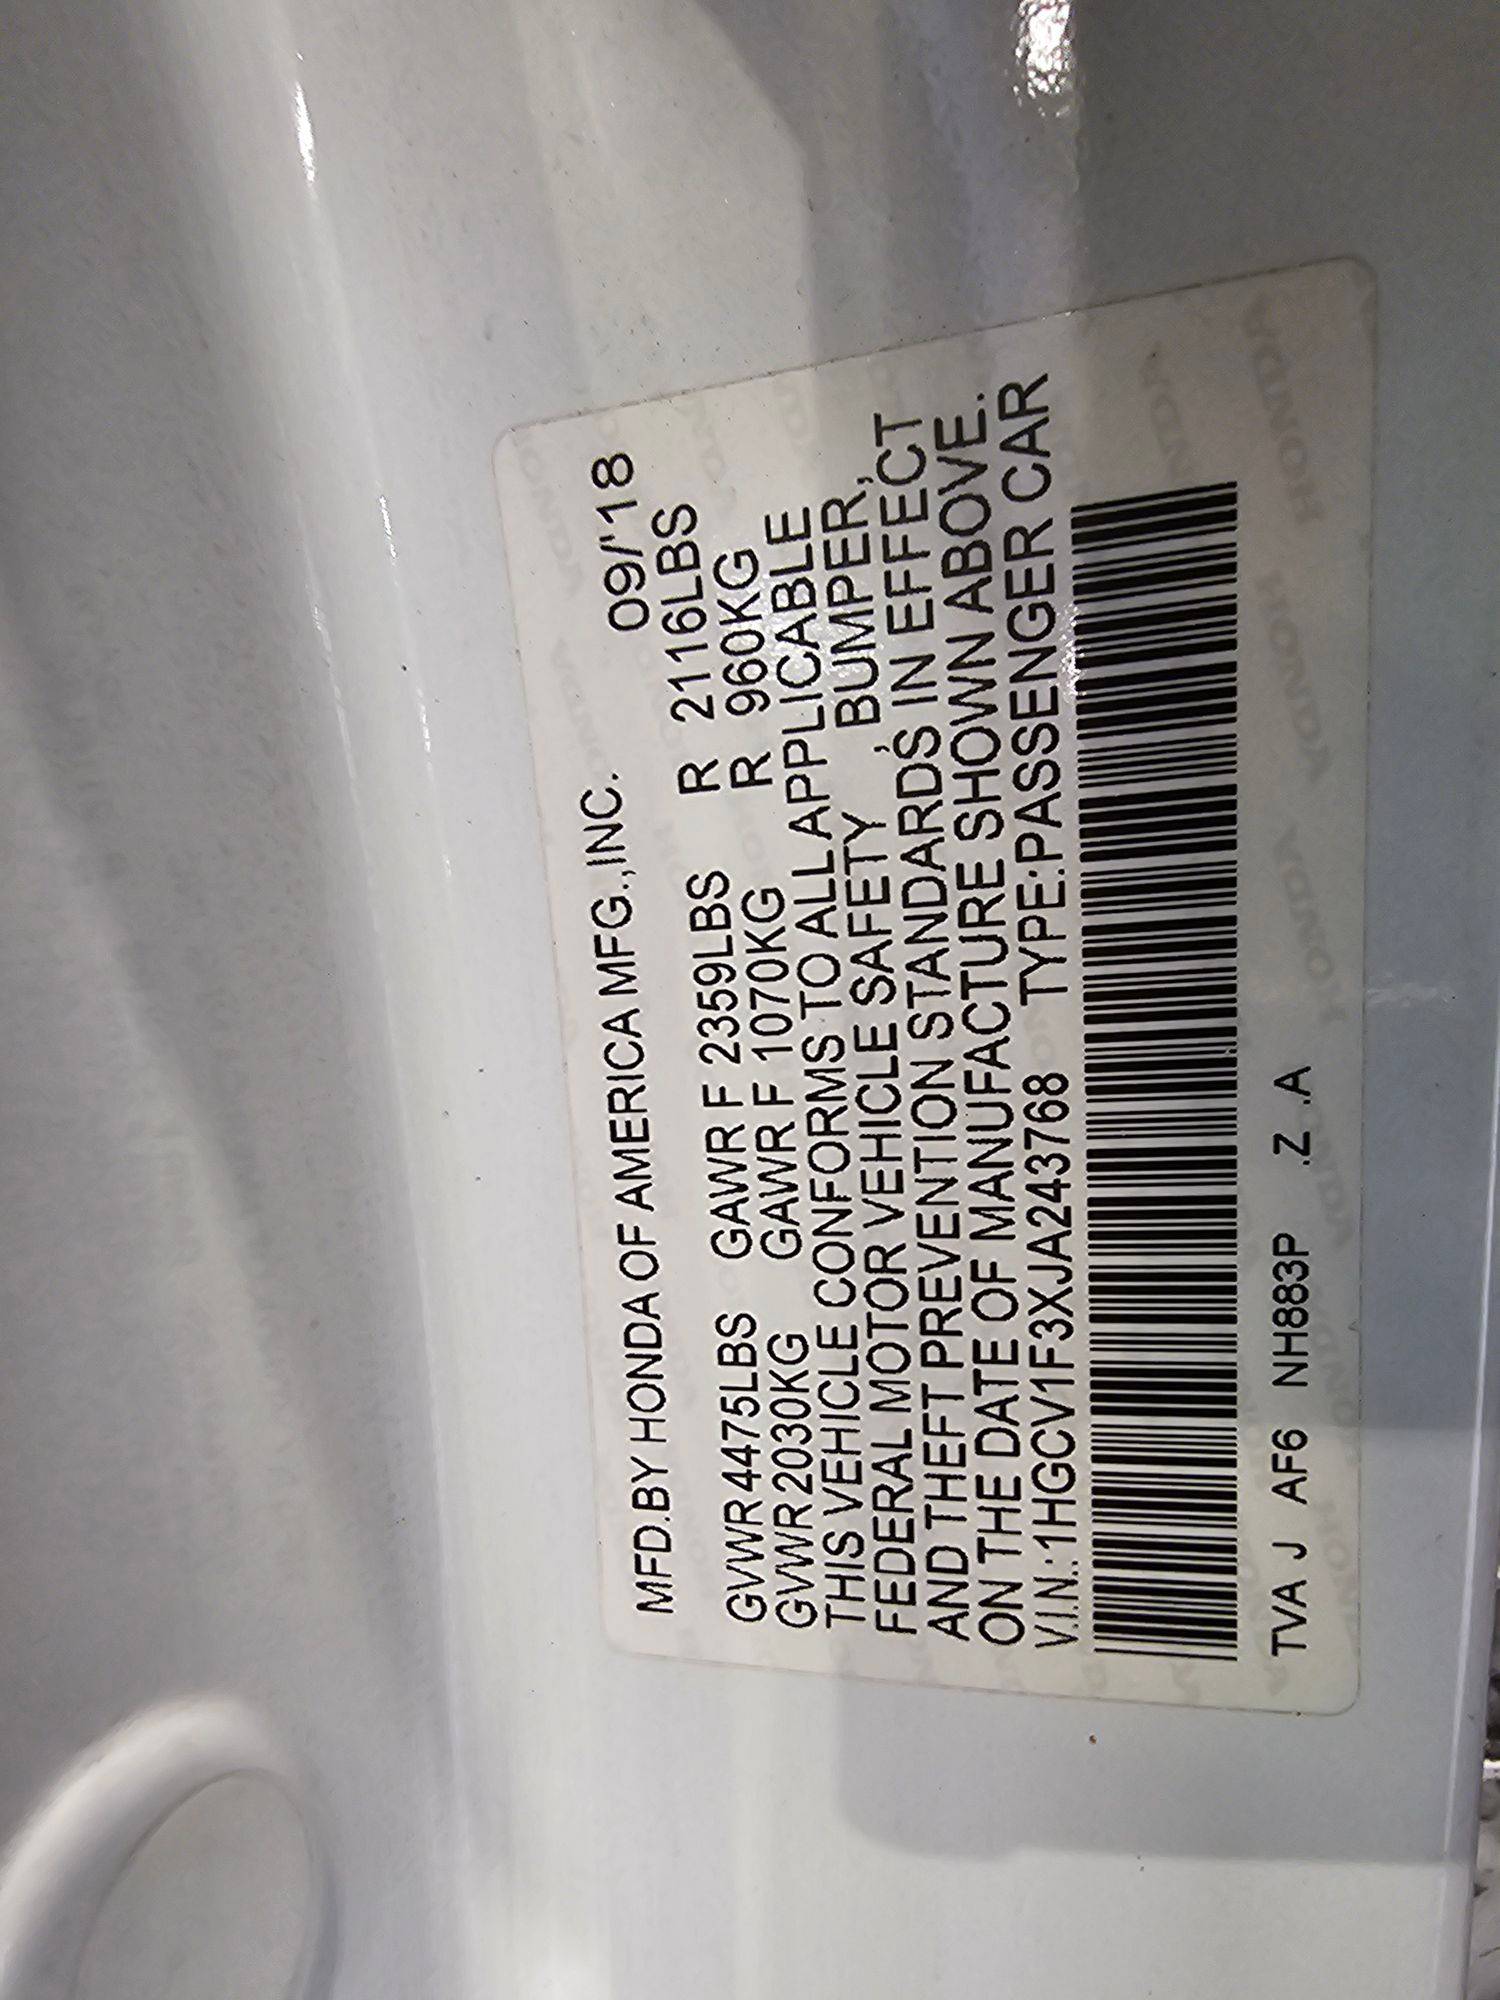 MFD.BY HONDA OF AMERICA MFG.,INC. 09/'18
GVWR 4475LBS GAWR F 2359LBS R 2116LBS
GVWR 2030KG GAWR F 1070KG R 960KG
THIS VEHICLE CONFORMS TO ALL APPLICABLE
FEDERAL MOTOR VEHICLE SAFETY , BUMPER,
AND THEFT PREVENTION STANDARDS IN EFFECT
ON THE DATE OF MANUFACTURE SHOWN ABOVE.
V.I.N.:1HGCV1F3XJA243768 TYPE:PASSENGER CAR
TVA J AF6 NH883P .Z .A